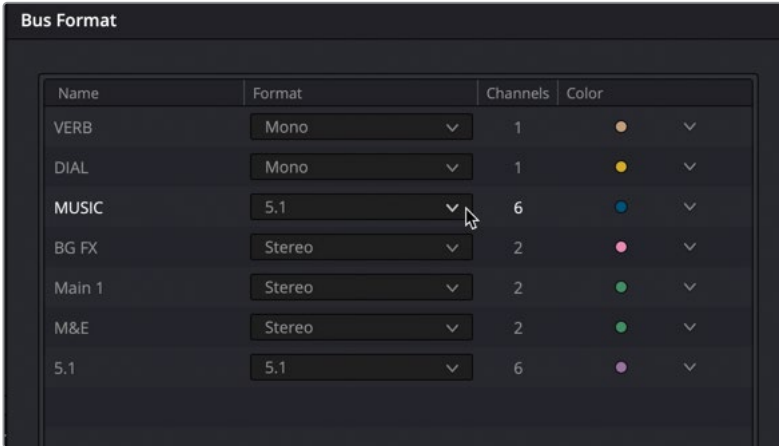 Bus Format
Name Format Channels Color
VERB Mono 1
DIAL Mono 1
MUSIC 5.1 6
BG FX Stereo 2
Main 1 Stereo 2
M&E Stereo 2
5.1 5.1 6